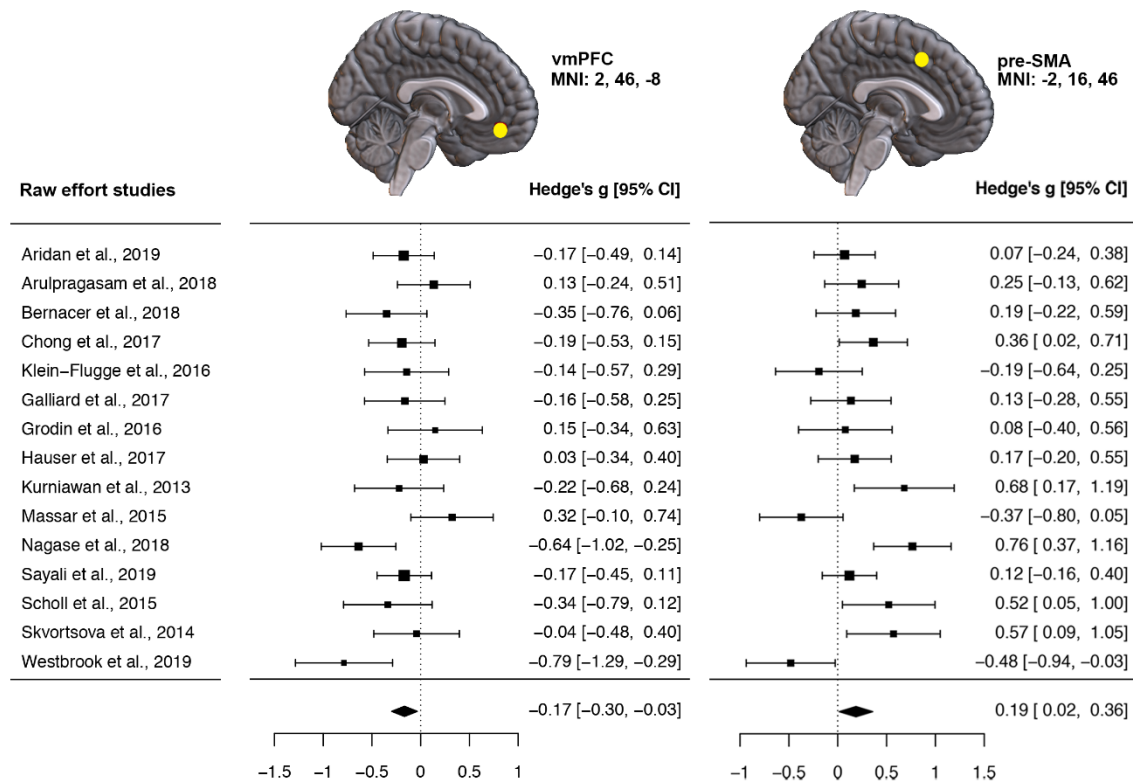 vmPFC
MNI: 2, 46, -8
pre-SMA
MNI: -2, 16, 46
Raw effort studies Hedge's g [95% CI] Hedge's g [95% CI]
Aridan et al., 2019 −0.17 [−0.49, 0.14] 0.07 [−0.24, 0.38]
Arulpragasam et al., 2018 0.13 [−0.24, 0.51] 0.25 [−0.13, 0.62]
Bernacer et al., 2018 −0.35 [−0.76, 0.06] 0.19 [−0.22, 0.59]
Chong et al., 2017 −0.19 [−0.53, 0.15] 0.36 [ 0.02, 0.71]
Klein−Flugge et al., 2016 −0.14 [−0.57, 0.29] −0.19 [−0.64, 0.25]
Galliard et al., 2017 −0.16 [−0.58, 0.25] 0.13 [−0.28, 0.55]
Grodin et al., 2016 0.15 [−0.34, 0.63] 0.08 [−0.40, 0.56]
Hauser et al., 2017 0.03 [−0.34, 0.40] 0.17 [−0.20, 0.55]
Kurniawan et al., 2013 −0.22 [−0.68, 0.24] 0.68 [ 0.17, 1.19]
Massar et al., 2015 0.32 [−0.10, 0.74] −0.37 [−0.80, 0.05]
Nagase et al., 2018 −0.64 [−1.02, −0.25] 0.76 [ 0.37, 1.16]
Sayali et al., 2019 −0.17 [−0.45, 0.11] 0.12 [−0.16, 0.40]
Scholl et al., 2015 −0.34 [−0.79, 0.12] 0.52 [ 0.05, 1.00]
Skvortsova et al., 2014 −0.04 [−0.48, 0.40] 0.57 [ 0.09, 1.05]
Westbrook et al., 2019 −0.79 [−1.29, −0.29] −0.48 [−0.94, −0.03]
−0.17 [−0.30, −0.03] 0.19 [ 0.02, 0.36]
−1.5 −1 −0.5 0 0.5 1 −1 −0.5 0 0.5 1 1.5